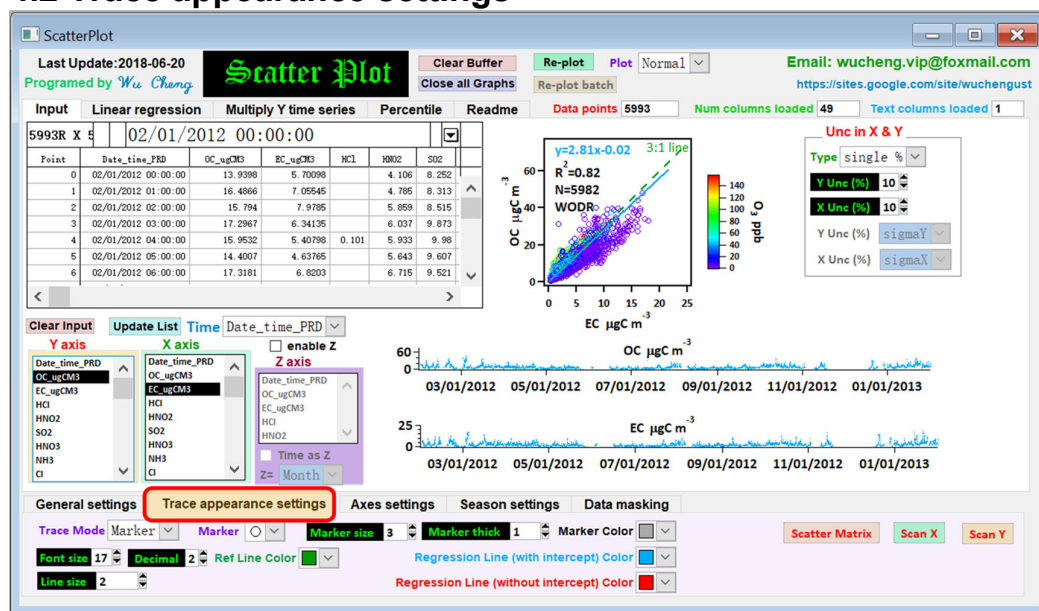 4.2 Trace appearance settings
ScatterPlot
Last Update:2018-06-20
Programed by Wu Cheng
Scatter Plot
Clear Buffer
Close all Graphs
Re-plot Plot Normal
Re-plot batch
Email: wucheng.vip@foxmail.com
https://sites.google.com/site/wuchengust
Input Linear regression Multiply Y time series Percentile Readme
Data points 5993 Num columns loaded 49 Text columns loaded 1
5993R X 5 02/01/2012 00:00:00
Point Date_time_PRD OC_ugCM3 EC_ugCM3 HCl HNO2 SO2
0 02/01/2012 00:00:00 13.9398 5.70098 4.106 8.252
1 02/01/2012 01:00:00 16.4866 7.05545 4.785 8.313
2 02/01/2012 02:00:00 15.794 7.9785 5.859 8.515
3 02/01/2012 03:00:00 17.2967 6.34135 6.037 9.873
4 02/01/2012 04:00:00 15.9532 5.40798 0.101 5.933 9.98
5 02/01/2012 05:00:00 14.4007 4.63765 5.643 9.607
6 02/01/2012 06:00:00 17.3181 6.8203 6.715 9.521
y=2.81x-0.02 3:1 line
R2=0.82
N=5982
WODR
60
40
20
0
OC µgC m-3
0 5 10 15 20 25
EC µgC m-3
140
120
100
80
60
40
20
0
O3 ppb
Unc in X & Y
Type single %
Y Unc (%) 10
X Unc (%) 10
Y Unc (%) sigmaY
X Unc (%) sigmaX
Clear Input Update List Time Date_time_PRD
Y axis
Date_time_PRD
OC_ugCM3
EC_ugCM3
HCl
HNO2
SO2
HNO3
NH3
Cl
X axis
Date_time_PRD
OC_ugCM3
EC_ugCM3
HCl
HNO2
SO2
HNO3
NH3
Cl
enable Z
Z axis
Date_time_PRD
OC_ugCM3
EC_ugCM3
HCl
HNO2
Time as Z
Z= Month
OC µgC m-3
60
0
03/01/2012 05/01/2012 07/01/2012 09/01/2012 11/01/2012 01/01/2013
EC µgC m-3
25
0
03/01/2012 05/01/2012 07/01/2012 09/01/2012 11/01/2012 01/01/2013
General settings Trace appearance settings Axes settings Season settings Data masking
Trace Mode Marker Marker Marker size 3 Marker thick 1 Marker Color
Scatter Matrix Scan X Scan Y
Font size 17 Decimal 2 Ref Line Color Regression Line (with intercept) Color
Line size 2 Regression Line (without intercept) Color